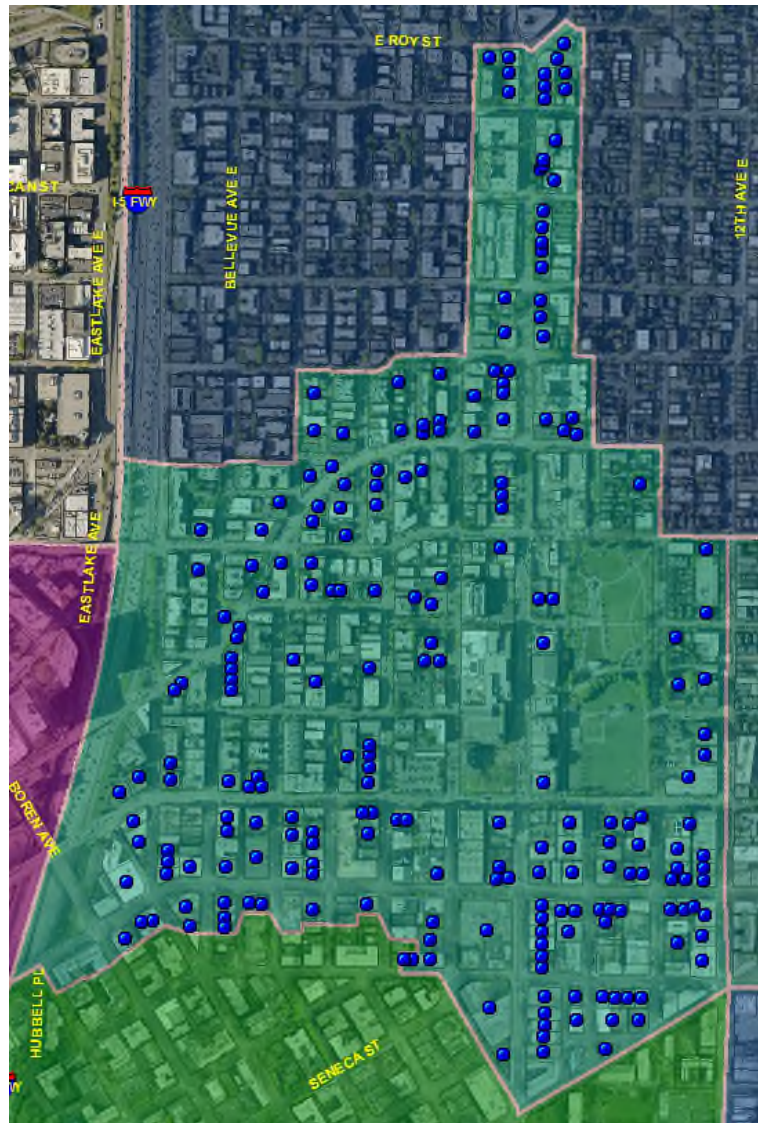 E ROY ST
CAN ST
I-5 FWY
12TH AVE E
BELLEVUE AVE E
EASTLAKE AVE E
EASTLAKE AVE
BOREN AVE
HUBBELL PL
SENECA ST